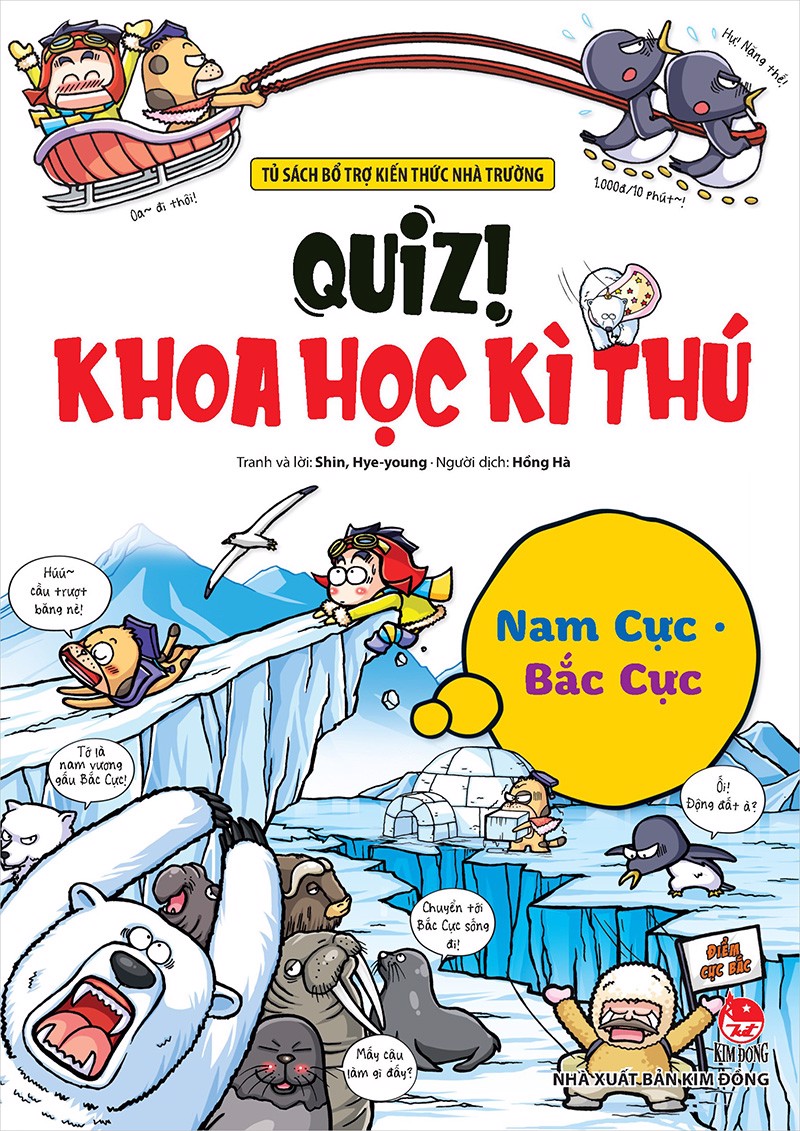 Hự! Nặng thế!
TỦ SÁCH BỔ TRỢ KIẾN THỨC NHÀ TRƯỜNG
Oa~ đi thôi!
1.000đ/10 phút~!
QUIZ!
KHOA HỌC KÌ THÚ
Tranh và lời: Shin, Hye-young · Người dịch: Hồng Hà
Húú~
cầu trượt
băng nè!
Nam Cực ·
Bắc Cực
Tớ là
nam vương
gấu Bắc Cực!
Ối!
Động đất à?
Chuyển tới
Bắc Cực sống
đi!
ĐIỂM
CỰC BẮC
Mấy cậu
làm gì đấy?
KIM ĐỒNG
NHÀ XUẤT BẢN KIM ĐỒNG